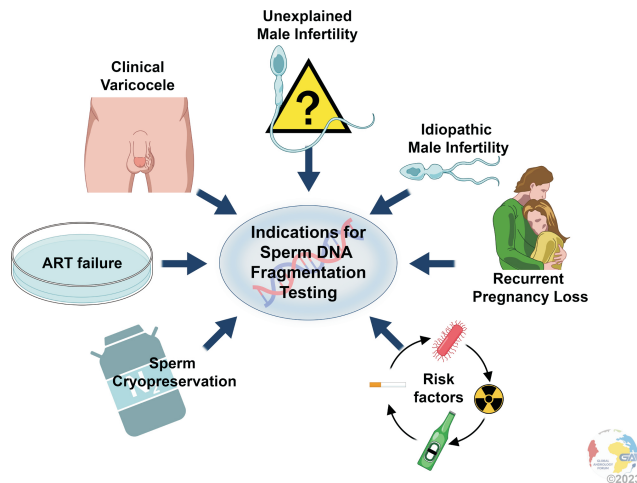 Unexplained
Male Infertility
?
Clinical
Varicocele
Idiopathic
Male Infertility
Indications for
Sperm DNA
Fragmentation
Testing
ART failure
Recurrent
Pregnancy Loss
Sperm
Cryopreservation
N2
Risk
factors